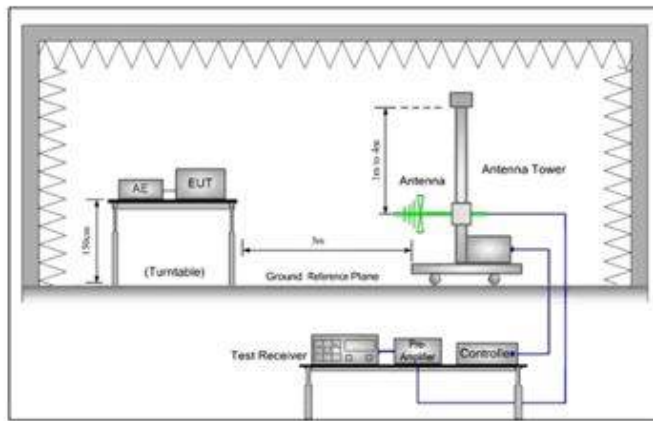 1m to 4m
AE
EUT
Antenna
Antenna Tower
150cm
3m
(Turntable)
Ground Reference Plane
Test Receiver
Pre-
Amplifier
Controller